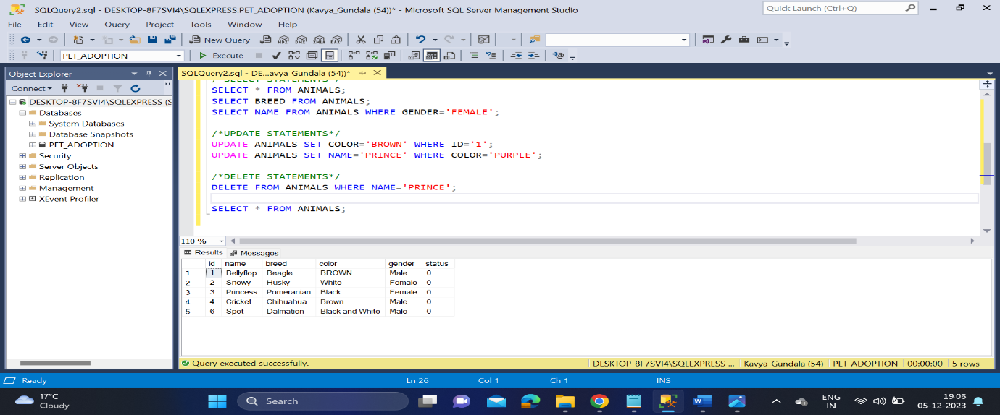 SQLQuery2.sql - DESKTOP-8F7SVI4\SQLEXPRESS.PET_ADOPTION (Kavya_Gundala (54))* - Microsoft SQL Server Management Studio
Quick Launch (Ctrl+Q)
File Edit View Query Project Tools Window Help
New Query
MDX DMX XMLA DAX
PET_ADOPTION
Execute
Object Explorer
SQLQuery2.sql - DE...avya_Gundala (54))*
Connect
DESKTOP-8F7SVI4\SQLEXPRESS (S
Databases
System Databases
Database Snapshots
PET_ADOPTION
Security
Server Objects
Replication
Management
XEvent Profiler
/*SELECT STATEMENTS*/
SELECT * FROM ANIMALS;
SELECT BREED FROM ANIMALS;
SELECT NAME FROM ANIMALS WHERE GENDER='FEMALE';
/*UPDATE STATEMENTS*/
UPDATE ANIMALS SET COLOR='BROWN' WHERE ID='1';
UPDATE ANIMALS SET NAME='PRINCE' WHERE COLOR='PURPLE';
/*DELETE STATEMENTS*/
DELETE FROM ANIMALS WHERE NAME='PRINCE';
SELECT * FROM ANIMALS;
110 %
Results Messages
id name breed color gender status
1 1 Bellyflop Beagle BROWN Male 0
2 2 Snowy Husky White Female 0
3 3 Princess Pomeranian Black Female 0
4 4 Cricket Chihuahua Brown Male 0
5 6 Spot Dalmation Black and White Male 0
Query executed successfully.
DESKTOP-8F7SVI4\SQLEXPRESS ... Kavya_Gundala (54) PET_ADOPTION 00:00:00 5 rows
Ready Ln 26 Col 1 Ch 1 INS
17°C
Cloudy
Search
ENG
IN
19:06
05-12-2023